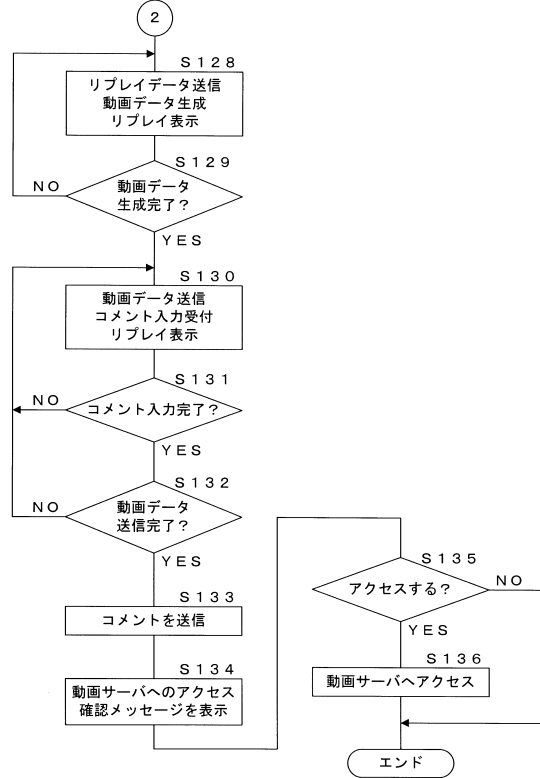 2
S128
リプレイデータ送信
動画データ生成
リプレイ表示
S129
NO
動画データ
生成完了？
YES
S130
動画データ送信
コメント入力受付
リプレイ表示
S131
NO
コメント入力完了？
YES
S132
NO
動画データ
送信完了？
YES
S133
コメントを送信
S134
動画サーバへのアクセス
確認メッセージを表示
S135
アクセスする？
NO
YES
S136
動画サーバへアクセス
エンド